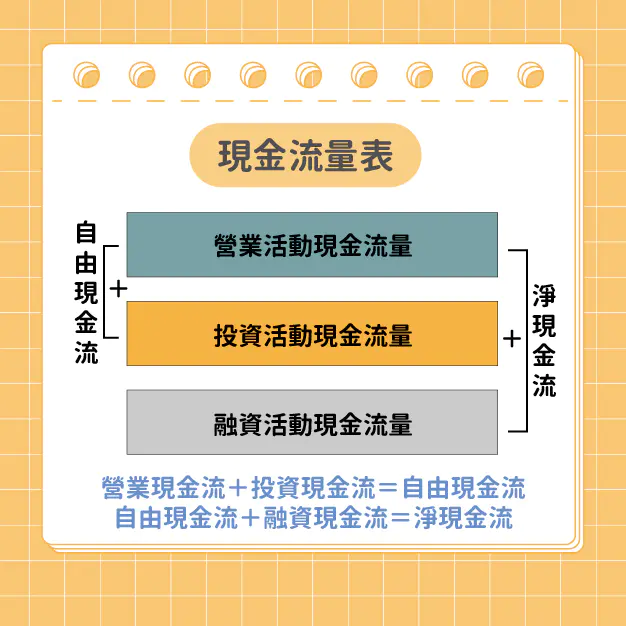 現金流量表
自由現金流
+
營業活動現金流量
投資活動現金流量
融資活動現金流量
+
淨現金流
營業現金流＋投資現金流＝自由現金流
自由現金流＋融資現金流＝淨現金流